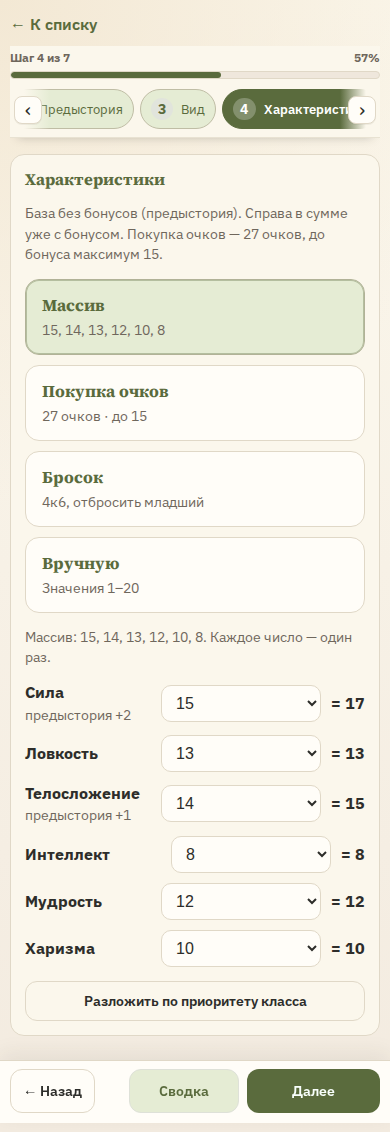 ← К списку
Шаг 4 из 7 57%
‹ Предыстория 3 Вид 4 Характерист ›
Характеристики
База без бонусов (предыстория). Справа в сумме
уже с бонусом. Покупка очков — 27 очков, до
бонуса максимум 15.
Массив
15, 14, 13, 12, 10, 8
Покупка очков
27 очков · до 15
Бросок
4к6, отбросить младший
Вручную
Значения 1–20
Массив: 15, 14, 13, 12, 10, 8. Каждое число — один
раз.
Сила
предыстория +2
15 = 17
Ловкость 13 = 13
Телосложение
предыстория +1
14 = 15
Интеллект 8 = 8
Мудрость 12 = 12
Харизма 10 = 10
Разложить по приоритету класса
← Назад Сводка Далее